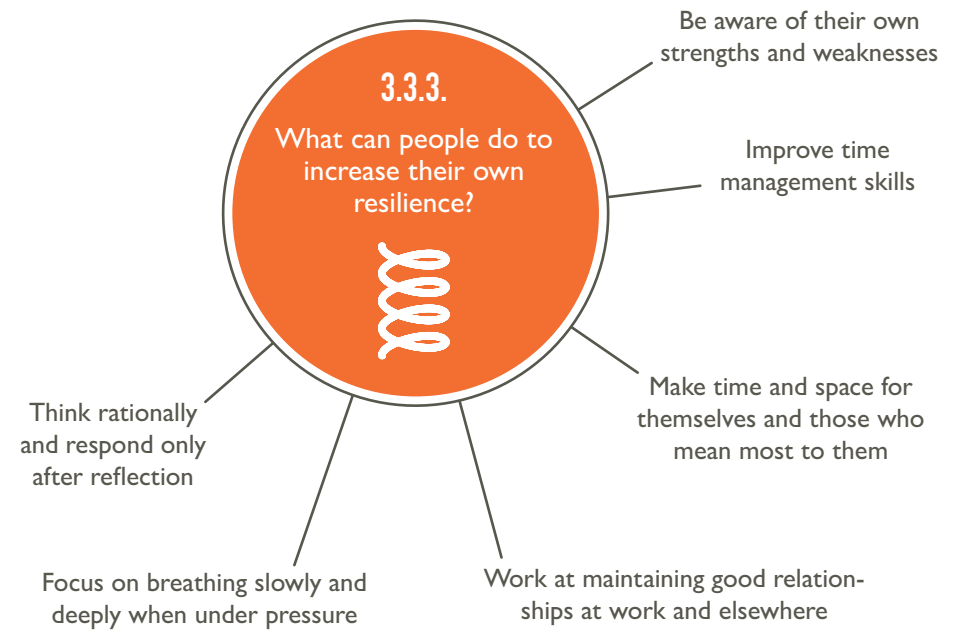 3.3.3.
What can people do to
increase their own
resilience?
Be aware of their own
strengths and weaknesses
Improve time
management skills
Make time and space for
themselves and those who
mean most to them
Work at maintaining good relation-
ships at work and elsewhere
Focus on breathing slowly and
deeply when under pressure
Think rationally
and respond only
after reflection